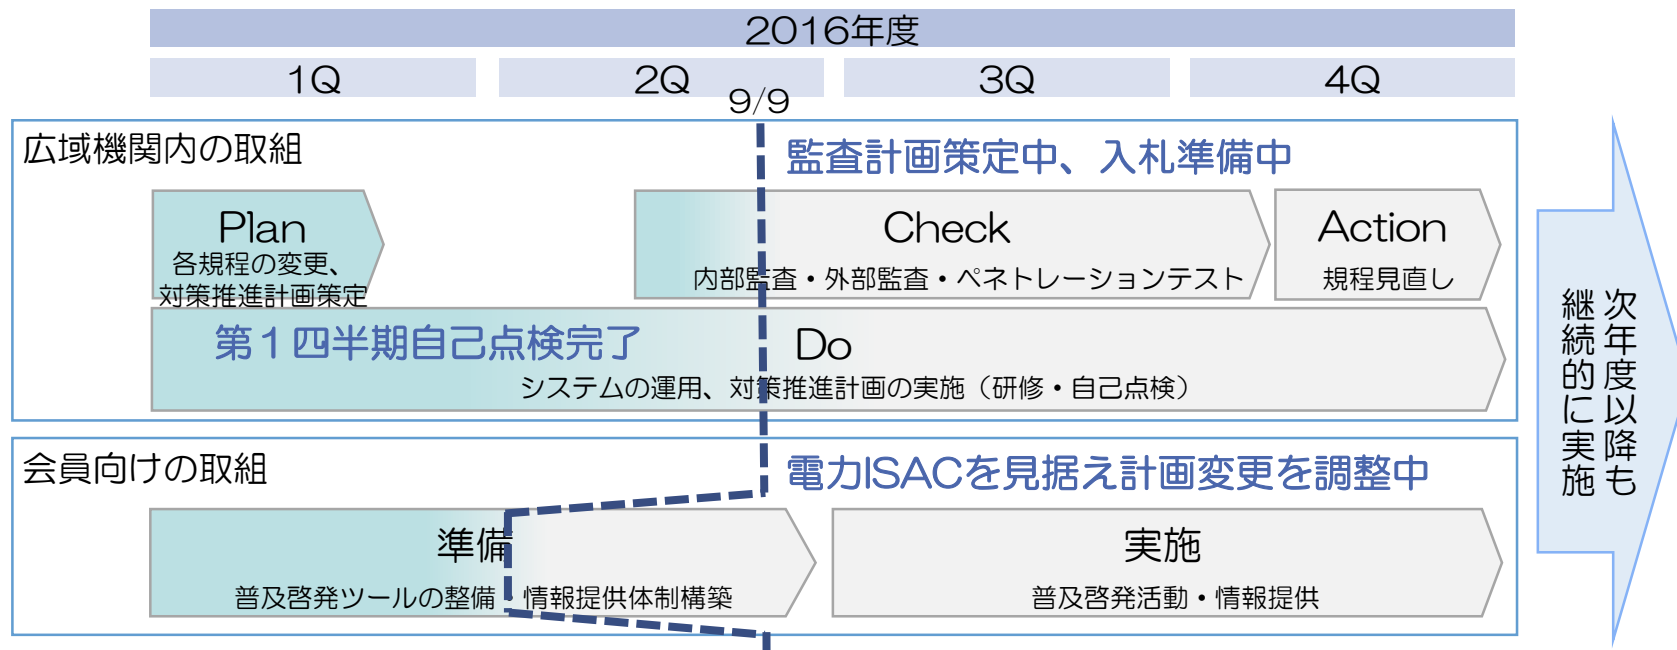 2016年度
1Q
2Q
3Q
4Q
9/9
広域機関内の取組
監査計画策定中、入札準備中
Plan
各規程の変更、
対策推進計画策定
Check
内部監査・外部監査・ペネトレーションテスト
Action
規程見直し
第１四半期自己点検完了
Do
システムの運用、対策推進計画の実施（研修・自己点検）
会員向けの取組
電力ISACを見据え計画変更を調整中
準備
普及啓発ツールの整備・情報提供体制構築
実施
普及啓発活動・情報提供
次年度以降も
継続的に実施